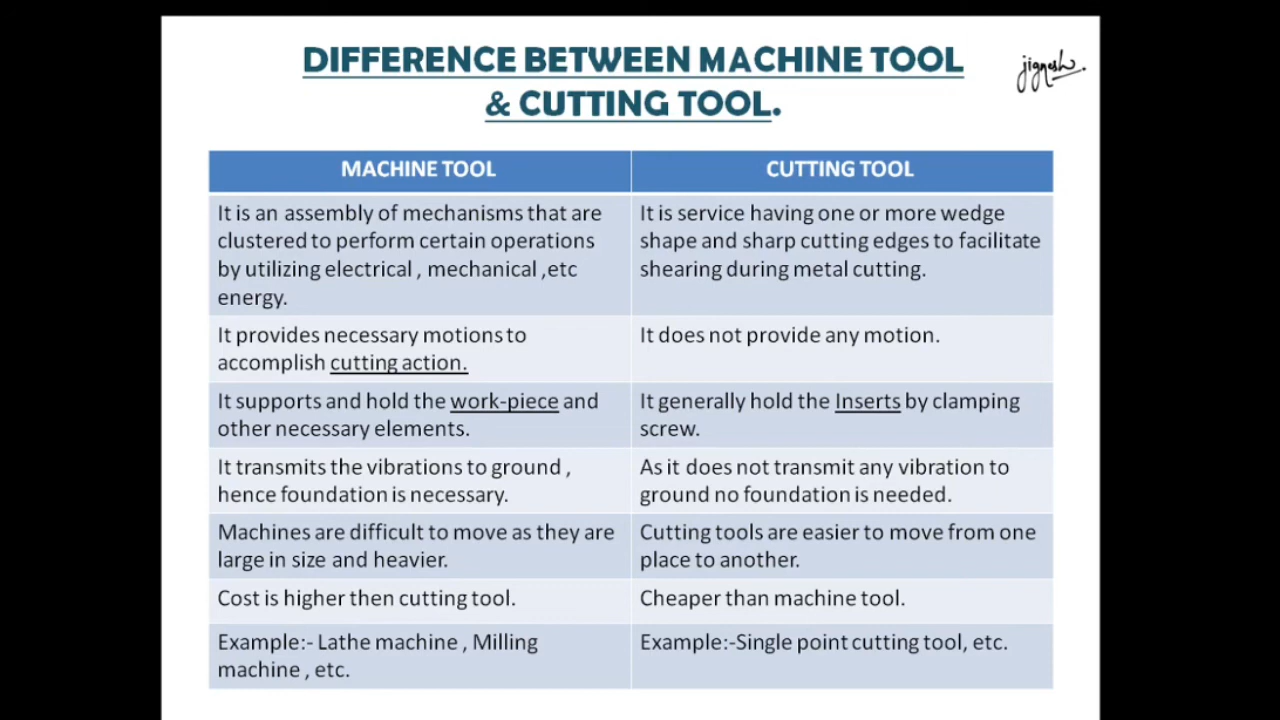 DIFFERENCE BETWEEN MACHINE TOOL
& CUTTING TOOL.
jignesh.
MACHINE TOOL
CUTTING TOOL
It is an assembly of mechanisms that are
clustered to perform certain operations
by utilizing electrical , mechanical ,etc
energy.
It is service having one or more wedge
shape and sharp cutting edges to facilitate
shearing during metal cutting.
It provides necessary motions to
accomplish cutting action.
It does not provide any motion.
It supports and hold the work-piece and
other necessary elements.
It generally hold the Inserts by clamping
screw.
It transmits the vibrations to ground ,
hence foundation is necessary.
As it does not transmit any vibration to
ground no foundation is needed.
Machines are difficult to move as they are
large in size and heavier.
Cutting tools are easier to move from one
place to another.
Cost is higher then cutting tool.
Cheaper than machine tool.
Example:- Lathe machine , Milling
machine , etc.
Example:-Single point cutting tool, etc.